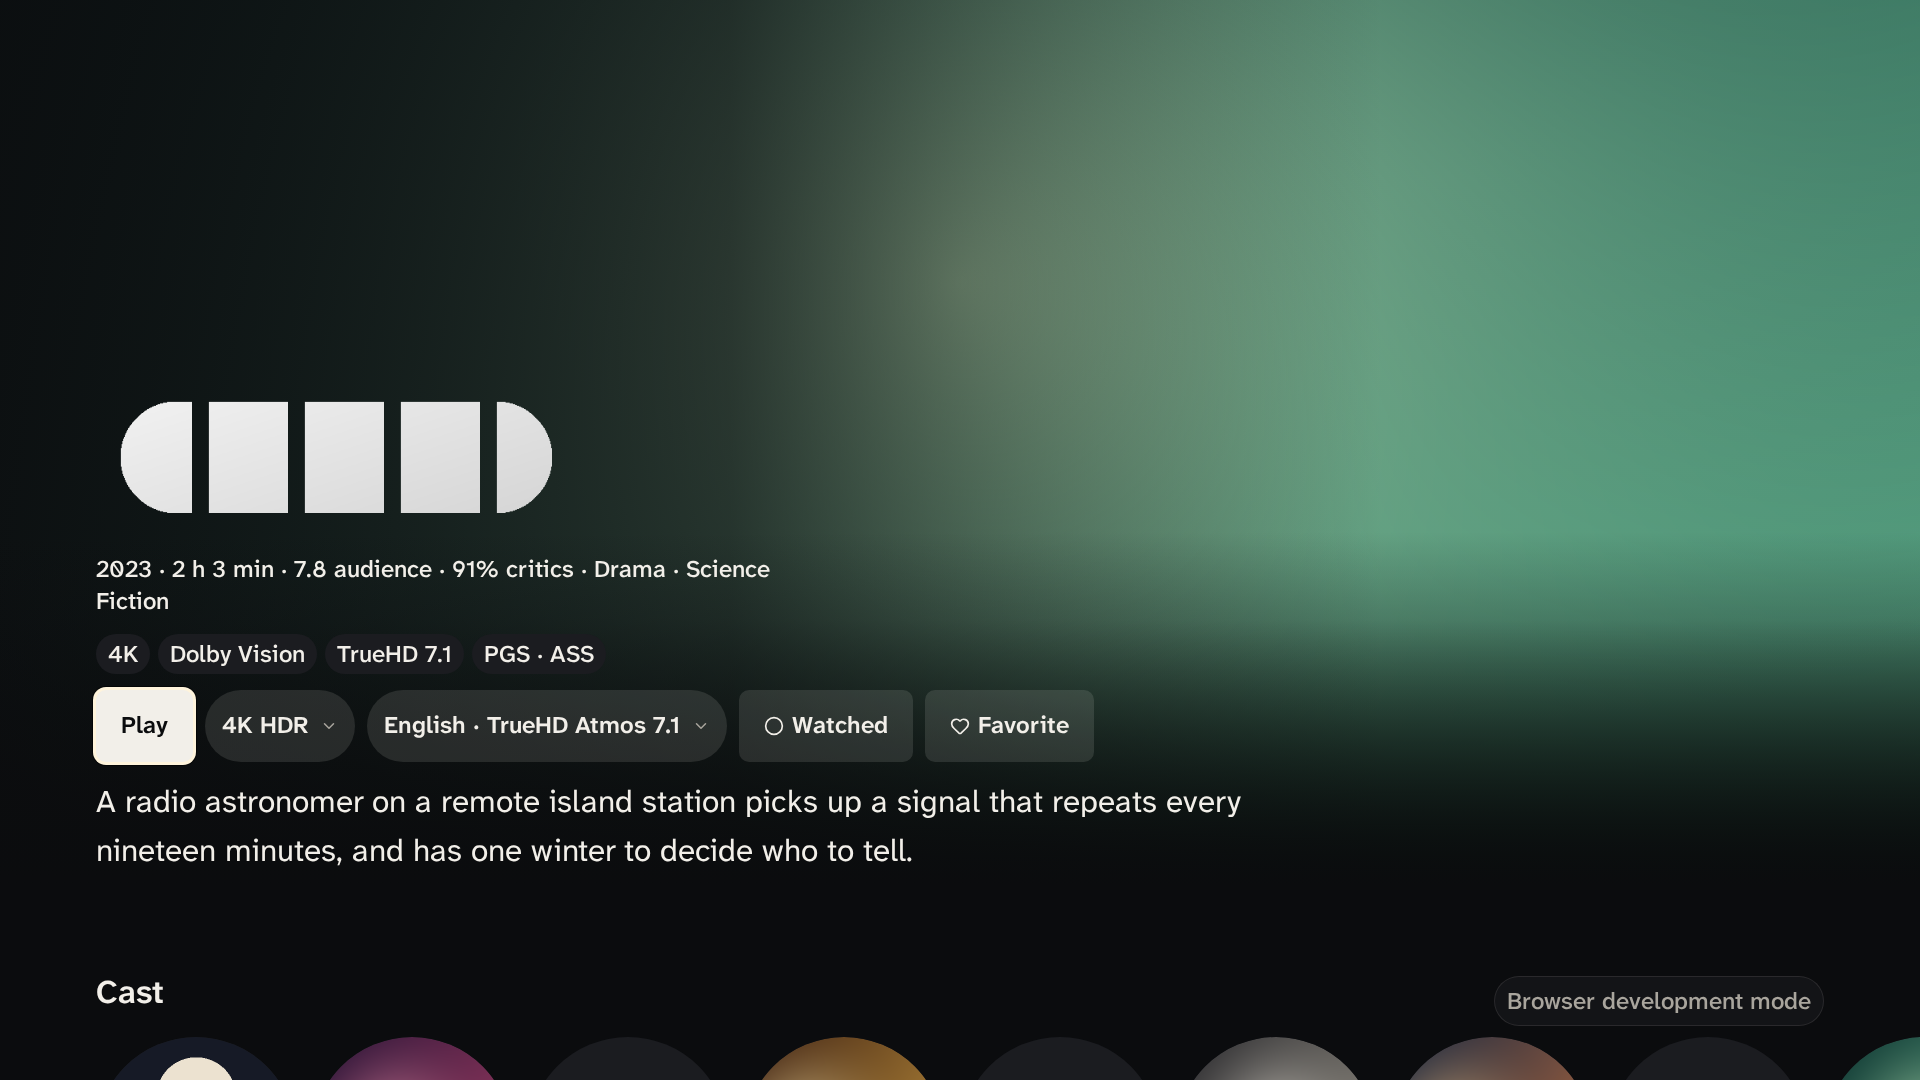 2023 · 2 h 3 min · 7.8 audience · 91% critics · Drama · Science
Fiction
4K Dolby Vision TrueHD 7.1 PGS · ASS
Play 4K HDR English · TrueHD Atmos 7.1 Watched Favorite
A radio astronomer on a remote island station picks up a signal that repeats every
nineteen minutes, and has one winter to decide who to tell.
Cast
Browser development mode